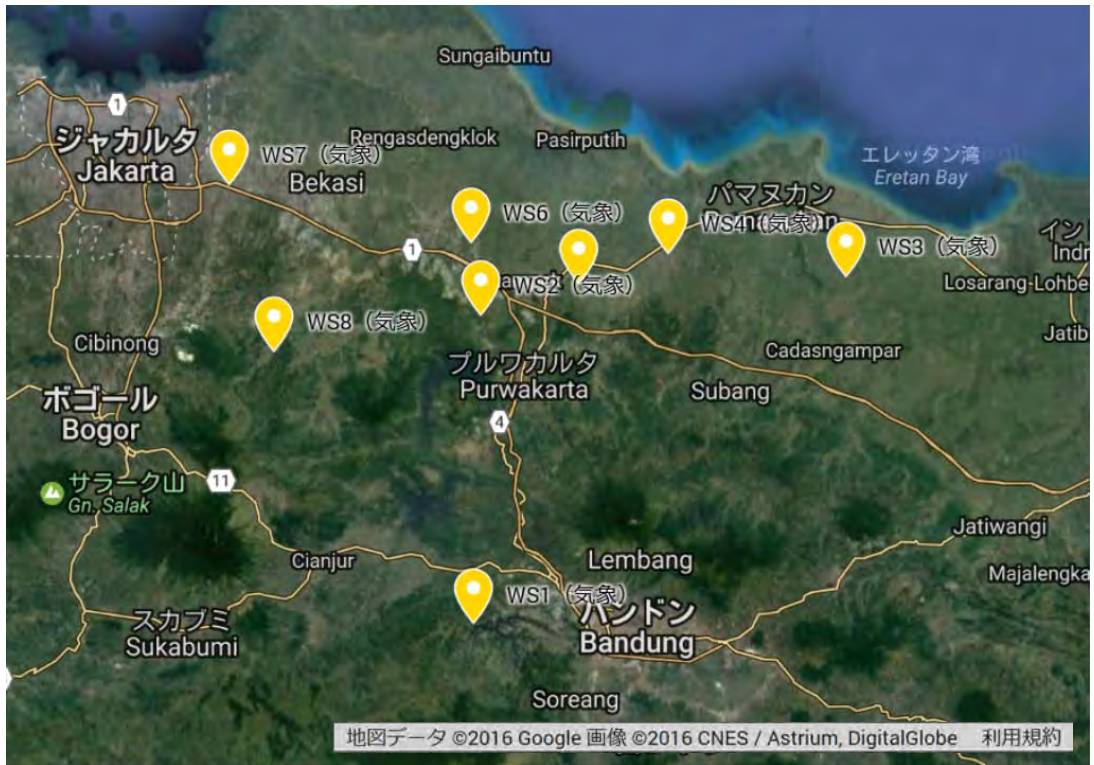 Sungaibuntu
1
ジャカルタ
Jakarta
Rengasdengklok
Pasirputih
WS7（気象）
Bekasi
エレッタン湾
Eretan Bay
パマヌカン
WS6（気象）
WS4（気象）
WS3（気象）
1
イン
Indr
WS2（気象）
Losarang
Lohbe
WS8（気象）
Cibinong
Jatib
プルワカルタ
Purwakarta
Cadasngampar
Subang
ボゴール
Bogor
4
サラーク山
Gn. Salak
11
Jatiwangi
Cianjur
Lembang
Majalengka
WS1（気象）
バンドン
Bandung
スカブミ
Sukabumi
Soreang
地図データ ©2016 Google 画像 ©2016 CNES / Astrium, DigitalGlobe 利用規約